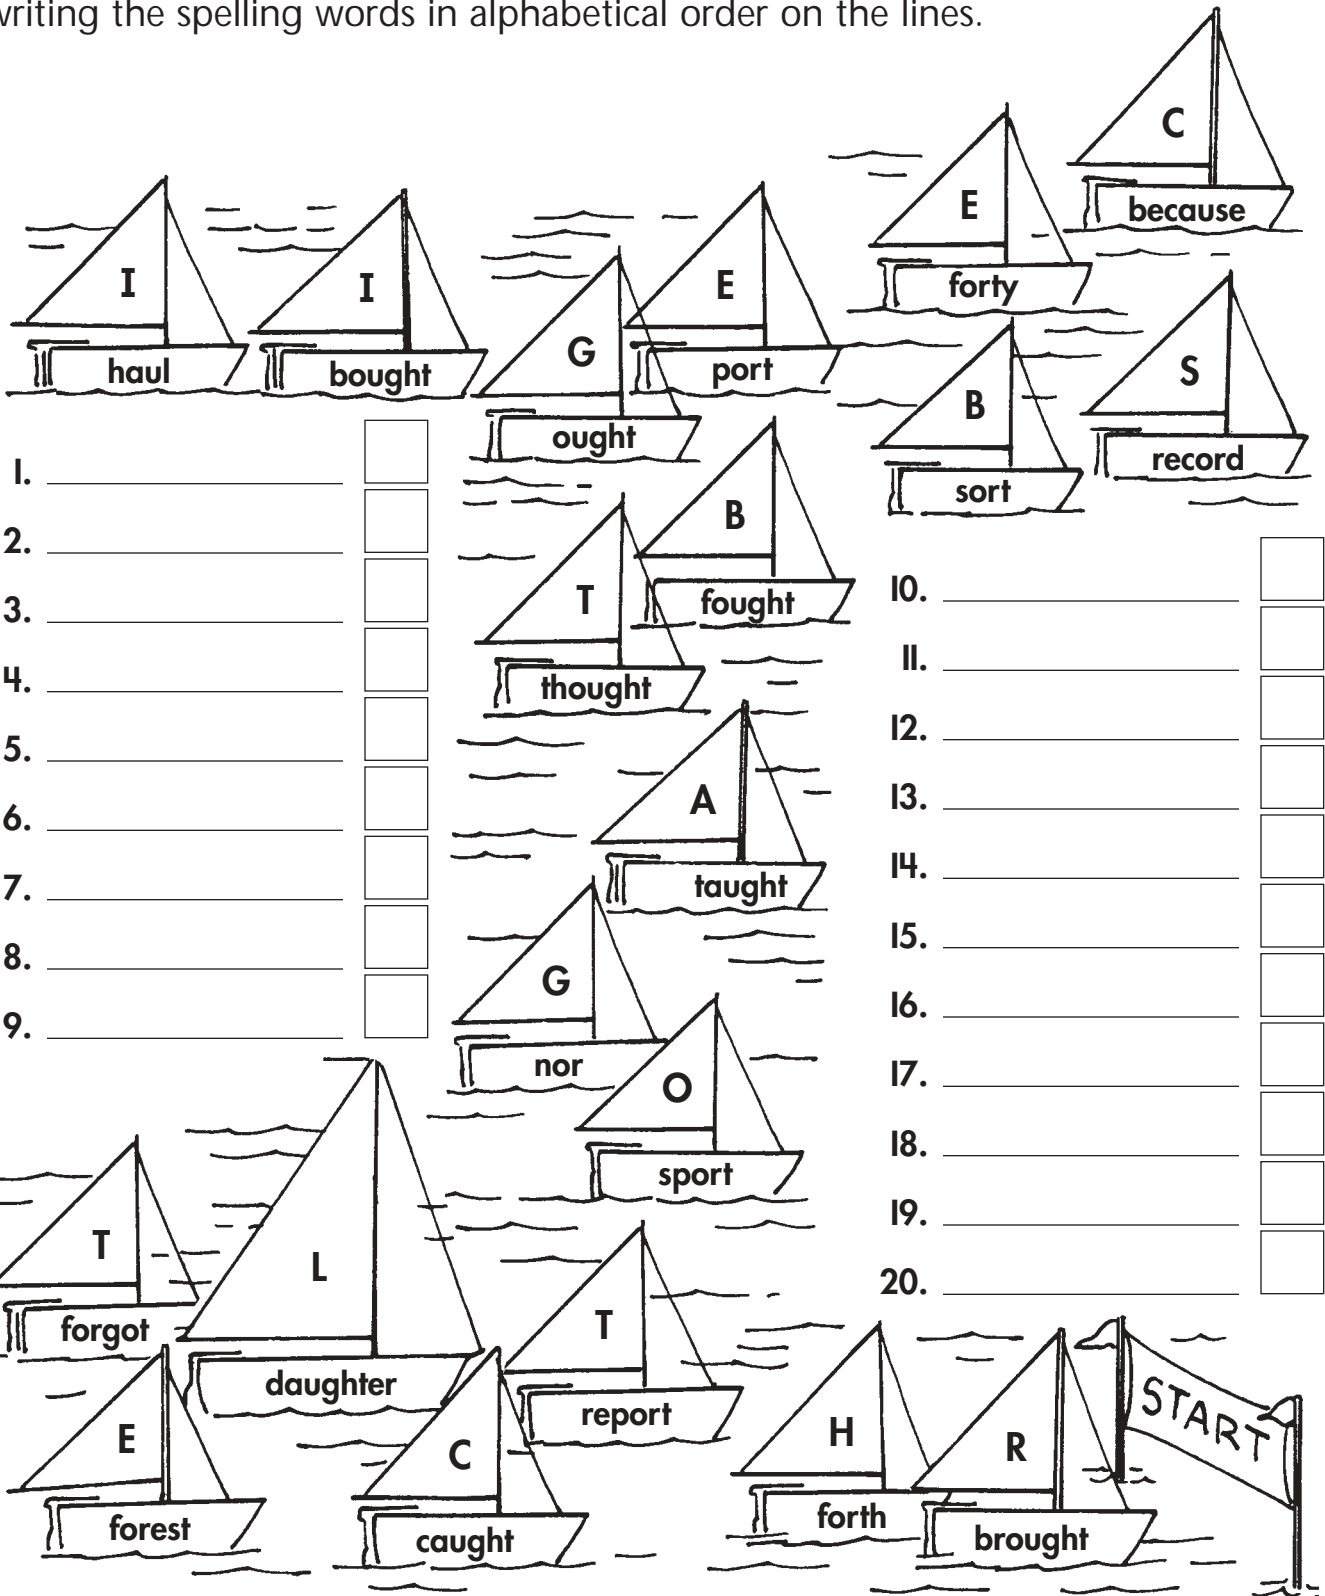 writing the spelling words in alphabetical order on the lines.
C
because
E
forty
I
haul
I
bought
G
ought
E
port
B
sort
S
record
1.
2.
3.
4.
5.
6.
7.
8.
9.
B
fought
T
thought
A
taught
G
nor
O
sport
10.
11.
12.
13.
14.
15.
16.
17.
18.
19.
20.
T
forgot
L
daughter
T
report
E
forest
C
caught
H
forth
R
brought
START